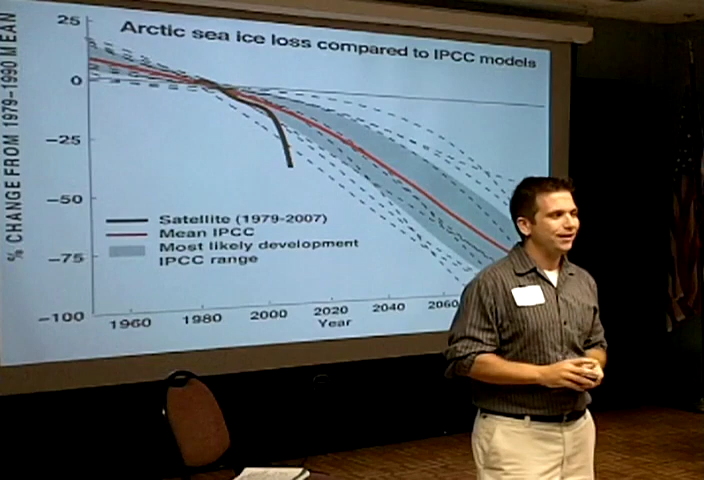 Arctic sea ice loss compared to IPCC models
% CHANGE FROM 1979-1990 MEAN
25
0
-25
-50
-75
-100
Satellite (1979-2007)
Mean IPCC
Most likely development
IPCC range
1960
1980
2000
2020
2040
2060
Year